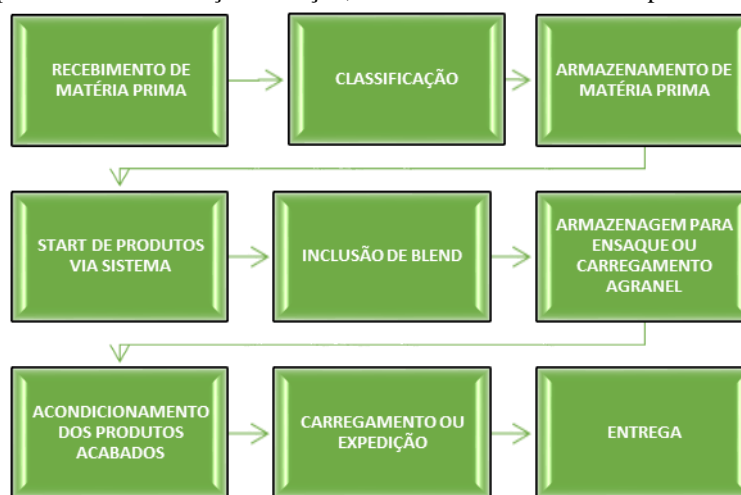 RECEBIMENTO DE
MATÉRIA PRIMA
CLASSIFICAÇÃO
ARMAZENAMENTO DE
MATÉRIA PRIMA
START DE PRODUTOS
VIA SISTEMA
INCLUSÃO DE BLEND
ARMAZENAGEM PARA
ENSAQUE OU
CARREGAMENTO
AGRANEL
ACONDICIONAMENTO
DOS PRODUTOS
ACABADOS
CARREGAMENTO OU
EXPEDIÇÃO
ENTREGA